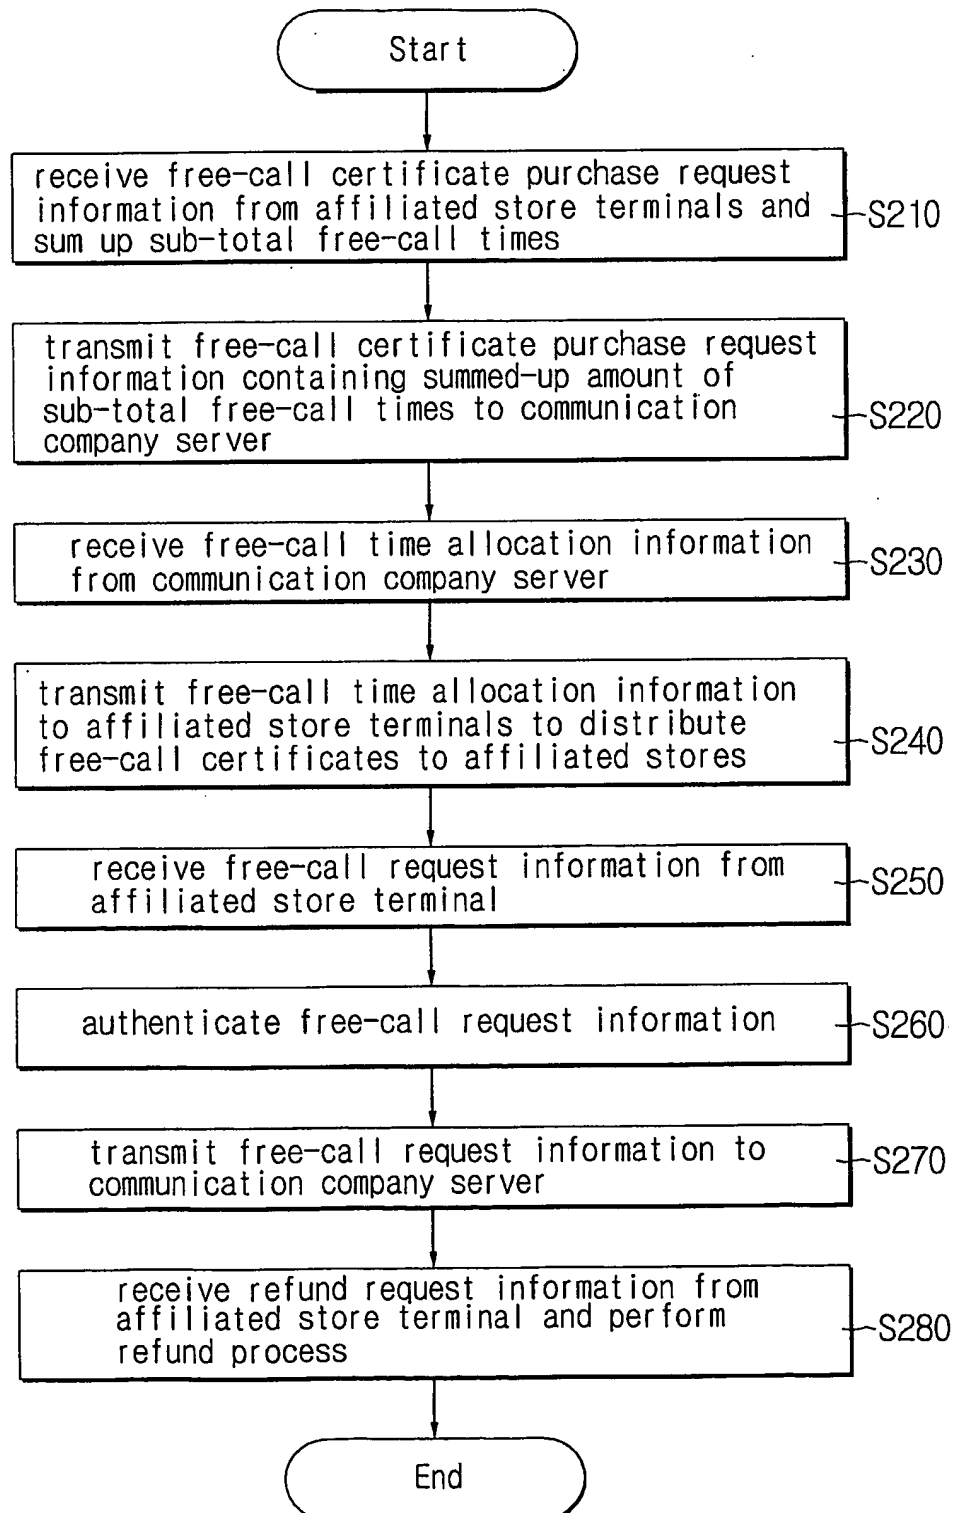 Start
receive free-call certificate purchase request
information from affiliated store terminals and
sum up sub-total free-call times
S210
transmit free-call certificate purchase request
information containing summed-up amount of
sub-total free-call times to communication
company server
S220
receive free-call time allocation information
from communication company server
S230
transmit free-call time allocation information
to affiliated store terminals to distribute
free-call certificates to affiliated stores
S240
receive free-call request information from
affiliated store terminal
S250
authenticate free-call request information
S260
transmit free-call request information to
communication company server
S270
receive refund request information from
affiliated store terminal and perform
refund process
S280
End